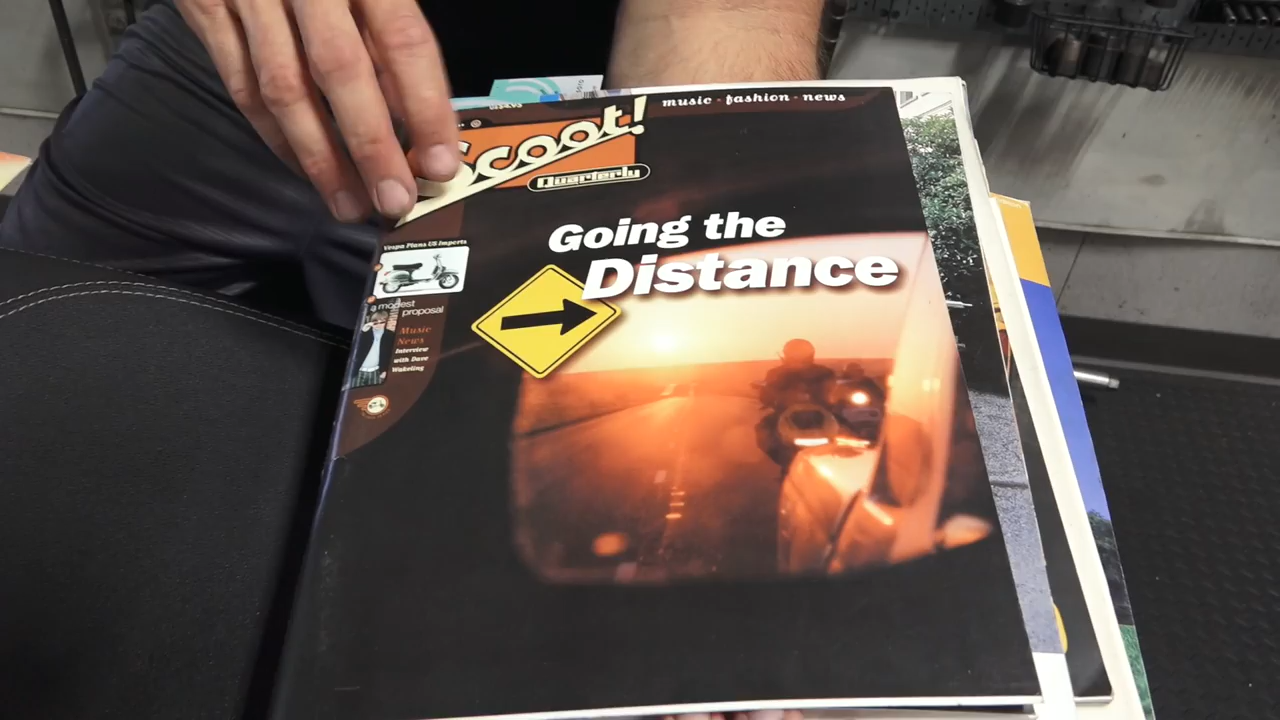 music - fashion - news
Scoot!
Quarterly
Going the
Distance
Vespa Plans US Imports
a modest
proposal
Music
News
Interview
with Dave
Wakeling